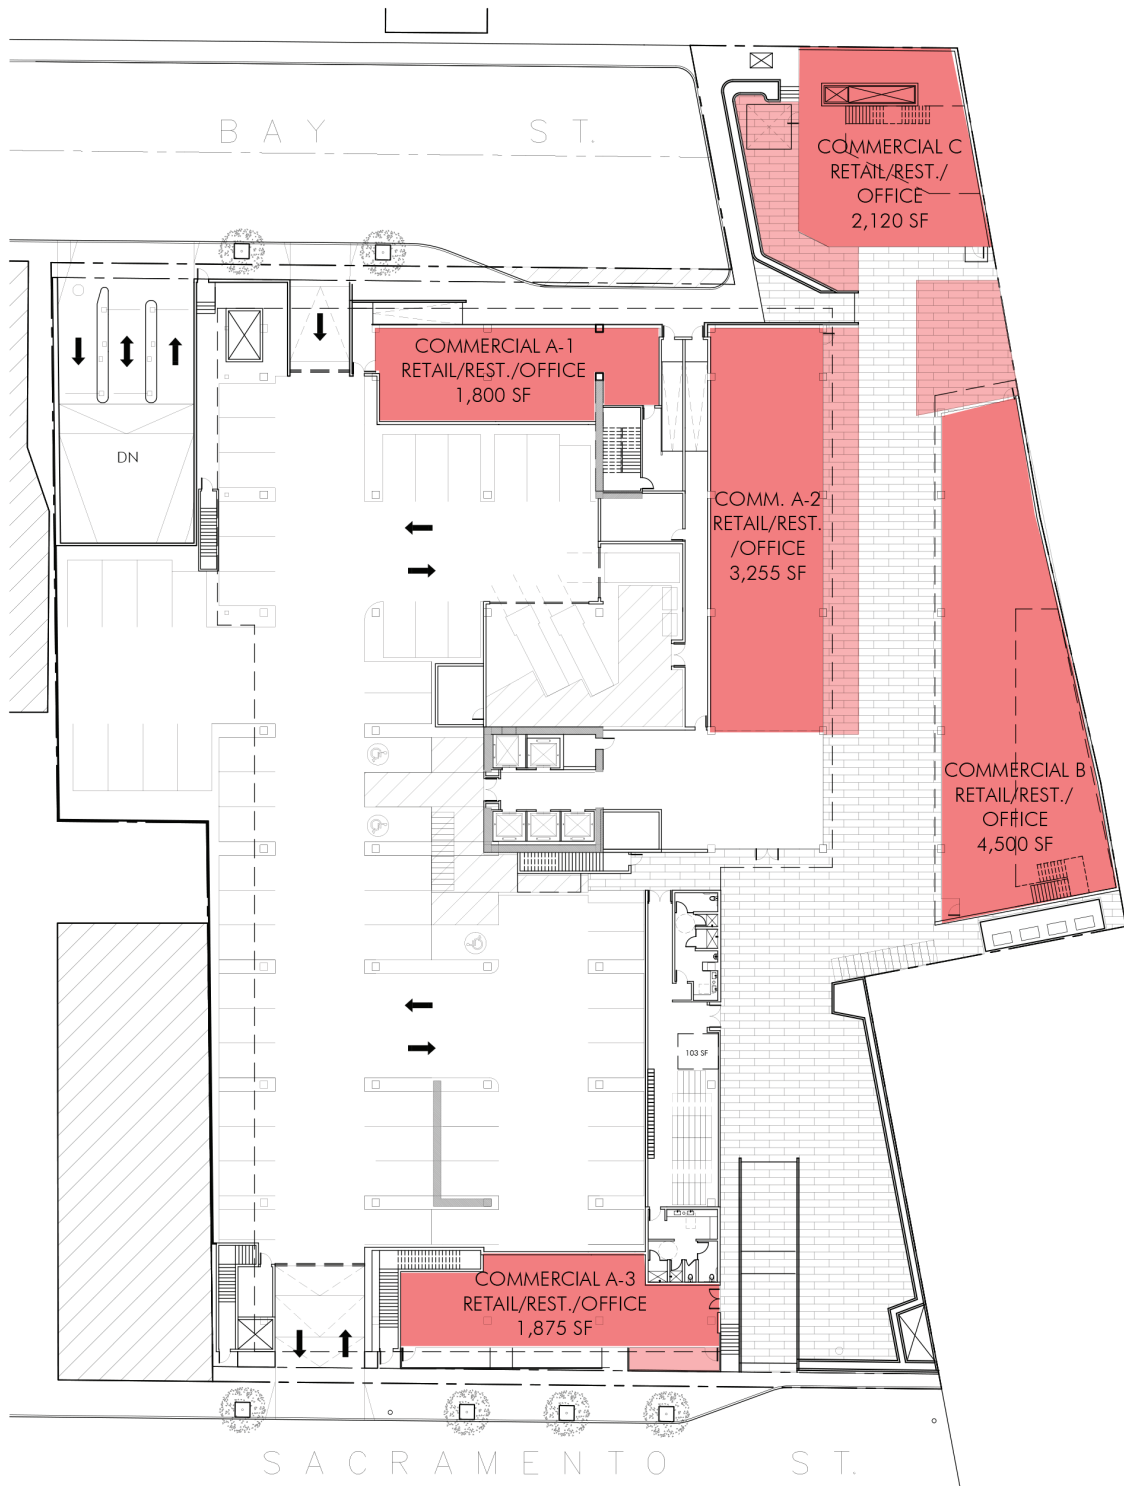 BAY ST.
COMMERCIAL C
RETAIL/REST./
OFFICE
2,120 SF
COMMERCIAL A-1
RETAIL/REST./OFFICE
1,800 SF
DN
COMM. A-2
RETAIL/REST.
/OFFICE
3,255 SF
COMMERCIAL B
RETAIL/REST./
OFFICE
4,500 SF
103 SF
COMMERCIAL A-3
RETAIL/REST./OFFICE
1,875 SF
SACRAMENTO ST.